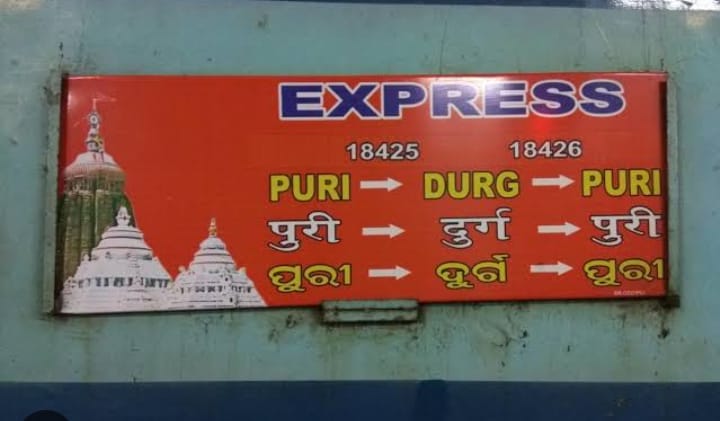 EXPRESS
18425 18426
PURI → DURG → PURI
पुरी → दुर्ग → पुरी
ପୁରୀ → ଦୁର୍ଗ → ପୁରୀ